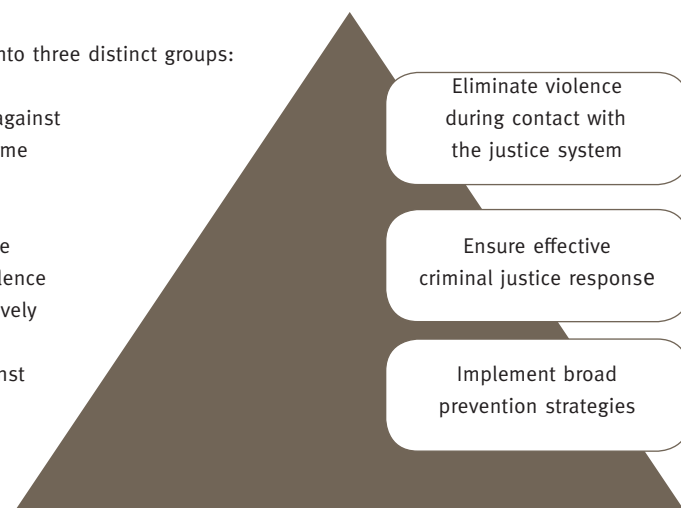 nto three distinct groups:
against
me
e
lence
vely
nst
Eliminate violence
during contact with
the justice system
Ensure effective
criminal justice response
Implement broad
prevention strategies